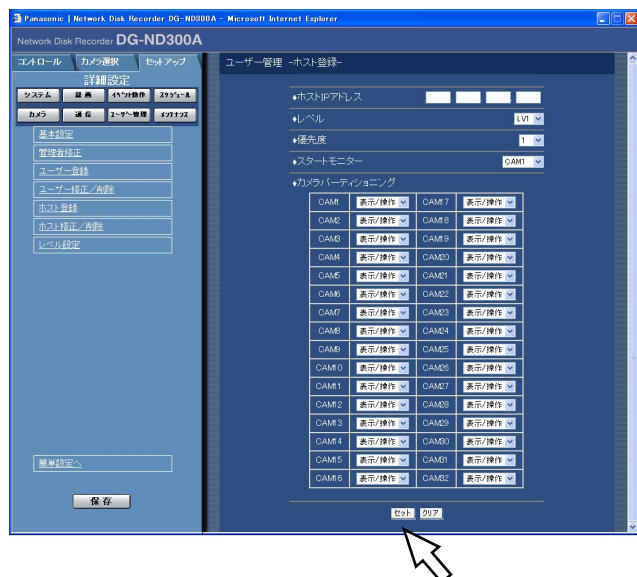 Panasonic | Network Disk Recorder DG-ND300A - Microsoft Internet Explorer
Network Disk Recorder DG-ND300A
コントロール カメラ選択 セットアップ
詳細設定
システム 録画 イベント動作 スケジュール
カメラ 通信 ユーザー管理 メンテナンス
基本設定
管理者修正
ユーザー登録
ユーザー修正／削除
ホスト登録
ホスト修正／削除
レベル設定
簡単設定へ
保存
ユーザー管理 -ホスト登録-
◆ホストIPアドレス
◆レベル LV1
◆優先度 1
◆スタートモニター CAM1
◆カメラパーティショニング
CAM1 表示/操作 CAM17 表示/操作
CAM2 表示/操作 CAM18 表示/操作
CAM3 表示/操作 CAM19 表示/操作
CAM4 表示/操作 CAM20 表示/操作
CAM5 表示/操作 CAM21 表示/操作
CAM6 表示/操作 CAM22 表示/操作
CAM7 表示/操作 CAM23 表示/操作
CAM8 表示/操作 CAM24 表示/操作
CAM9 表示/操作 CAM25 表示/操作
CAM10 表示/操作 CAM26 表示/操作
CAM11 表示/操作 CAM27 表示/操作
CAM12 表示/操作 CAM28 表示/操作
CAM13 表示/操作 CAM29 表示/操作
CAM14 表示/操作 CAM30 表示/操作
CAM15 表示/操作 CAM31 表示/操作
CAM16 表示/操作 CAM32 表示/操作
セット クリア